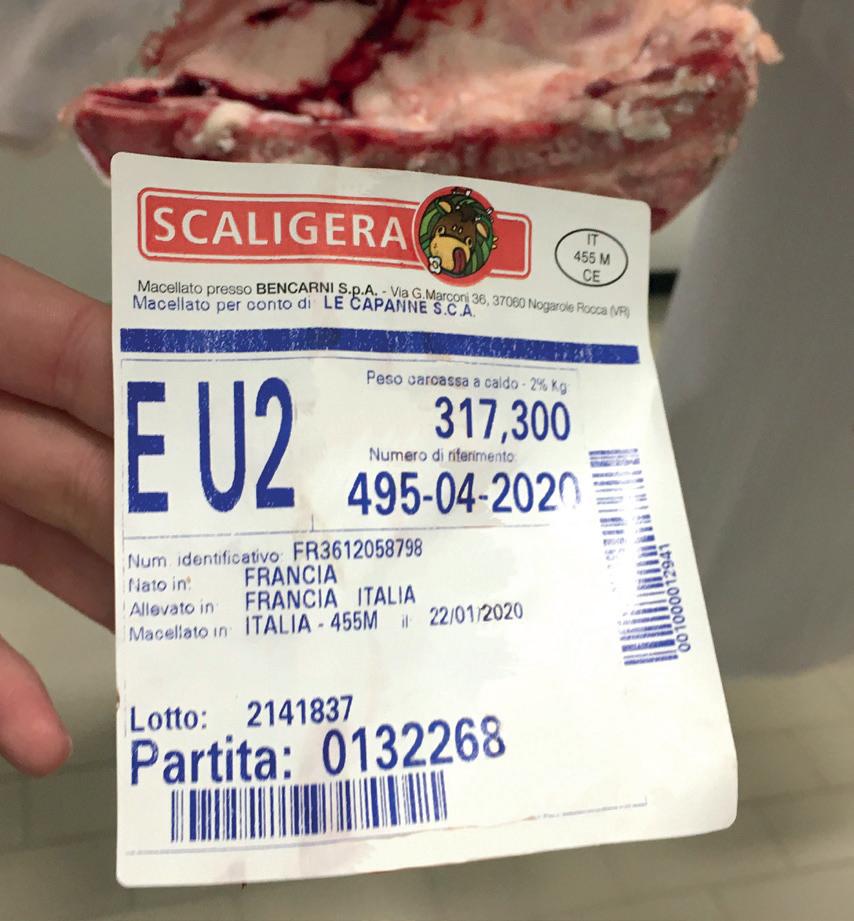 SCALIGERA
IT
455 M
CE
Macellato presso BENCARNI S.p.A. - Via G.Marconi 36, 37060 Nogarole Rocca (VR)
Macellato per conto di LE CAPANNE S.C.A.
E U2
Peso carcassa a caldo - 2% Kg
317,300
Numero di riferimento:
495-04-2020
Num. identificativo: FR3612058798
Nato in: FRANCIA
Allevato in: FRANCIA ITALIA
Macellato in: ITALIA - 455M il: 22/01/2020
0010000012941
Lotto: 2141837
Partita: 0132268